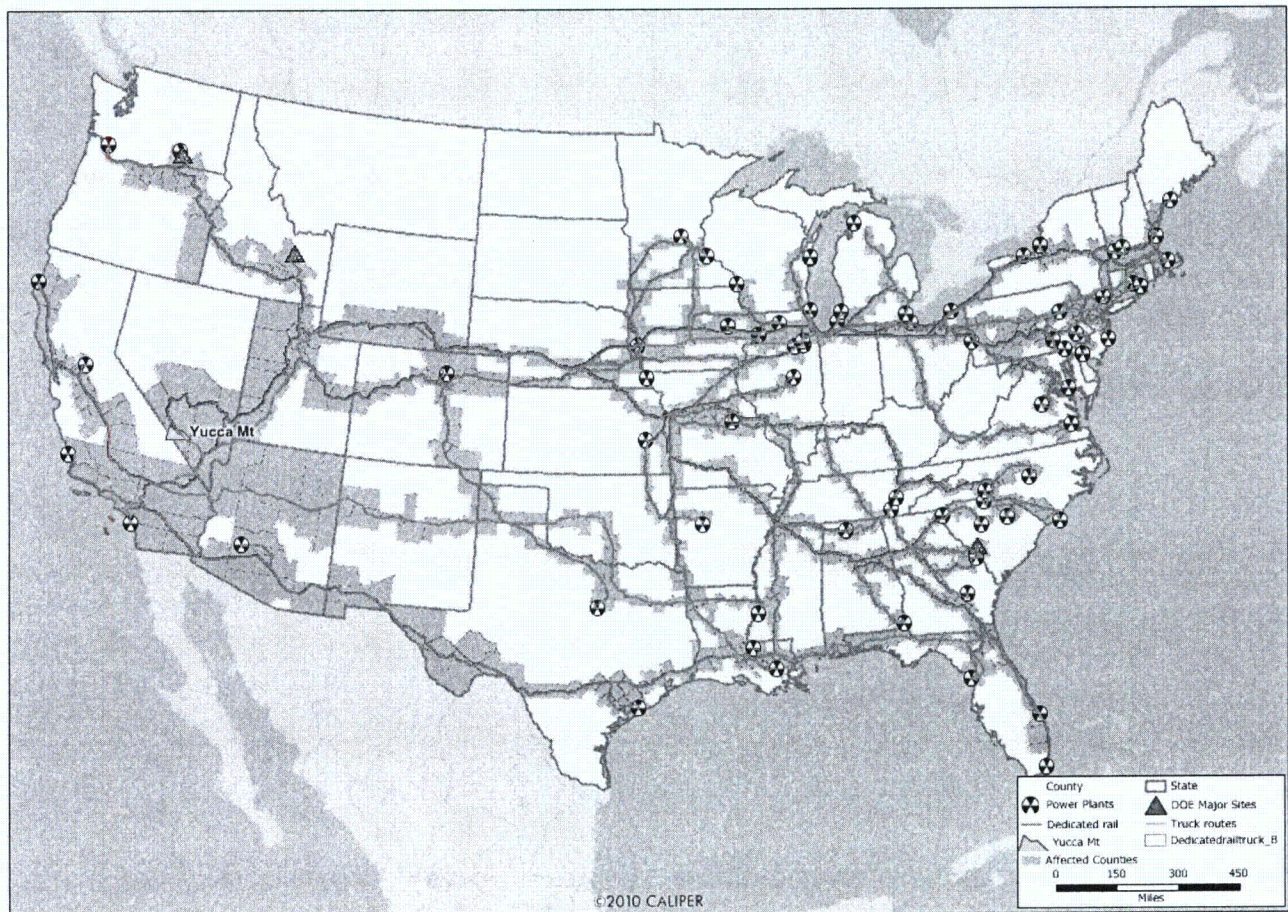 Yucca Mt
County
State
Power Plants
DOE Major Sites
Dedicated rail
Truck routes
Yucca Mt
Dedicatedrailtruck_B
Affected Counties
0 150 300 450
Miles
©2010 CALIPER